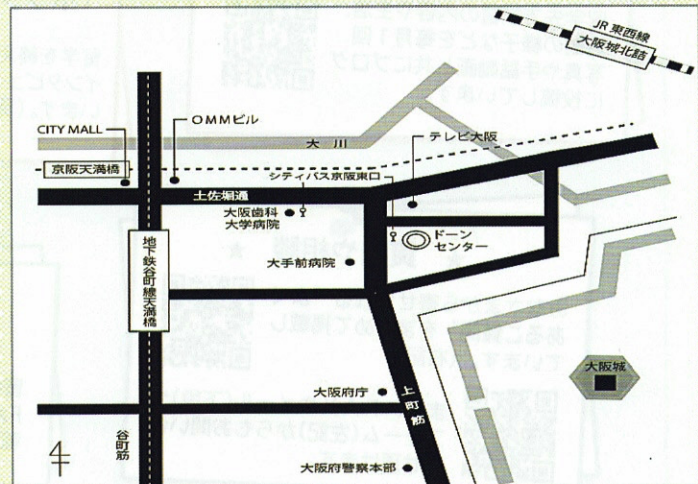 JR東西線
大阪城北詰
CITY MALL
OMMビル
大川
テレビ大阪
京阪天満橋
シティバス京阪東口
土佐堀通
大阪歯科
大学病院
ドーン
センター
地下鉄谷町線天満橋
大手前病院
大阪城
大阪府庁
上町筋
谷町筋
大阪府警察本部